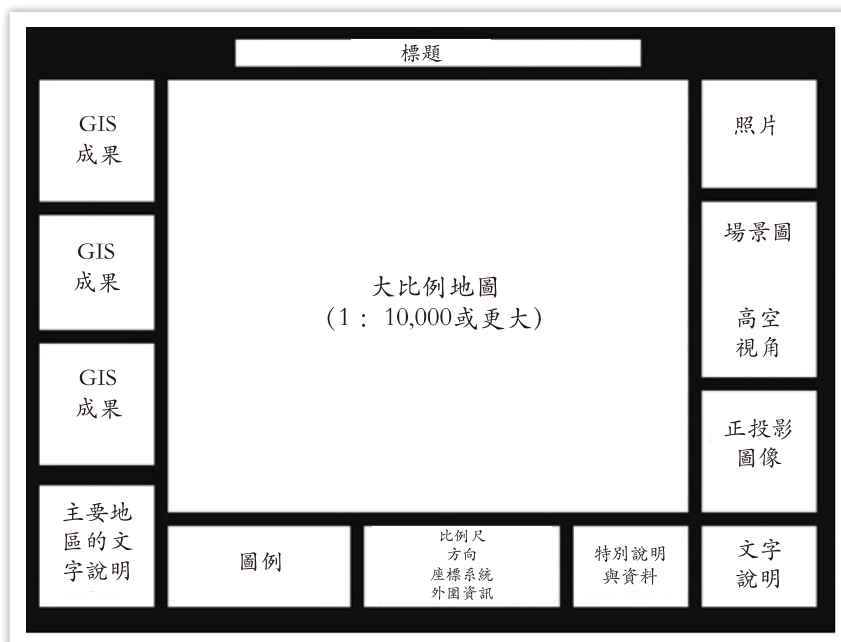 標題
GIS
成果
GIS
成果
GIS
成果
主要地
區的文
字說明
大比例地圖
（1： 10,000或更大）
圖例
比例尺
方向
座標系統
外圍資訊
特別說明
與資料
照片
場景圖
高空
視角
正投影
圖像
文字
說明